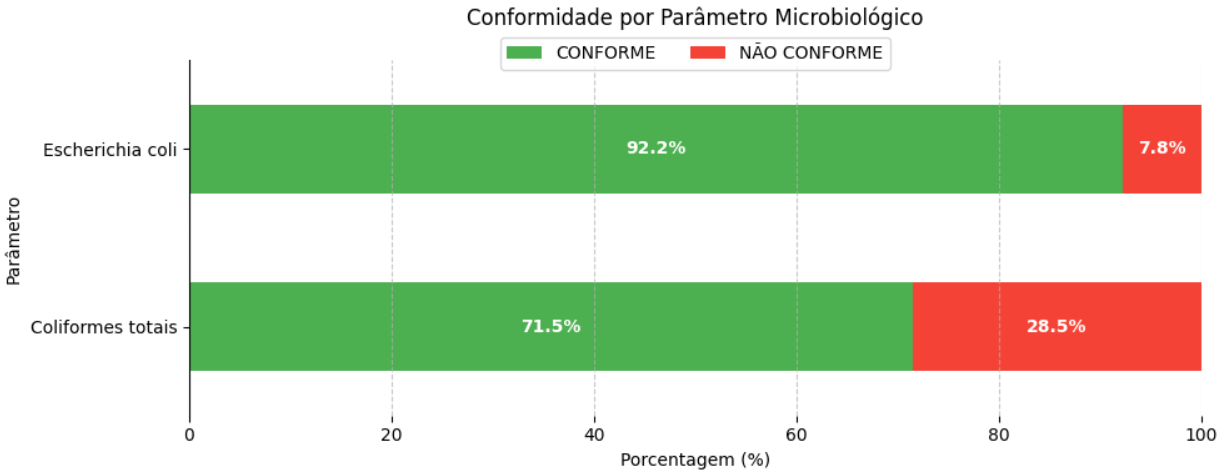 Conformidade por Parâmetro Microbiológico
CONFORME NÃO CONFORME
Escherichia coli 92.2% 7.8%
Parâmetro
Coliformes totais 71.5% 28.5%
0 20 40 60 80 100
Porcentagem (%)